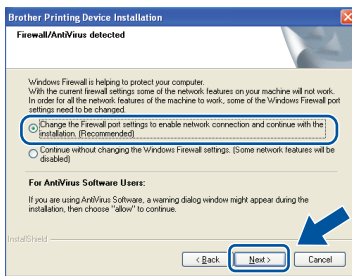 Brother Printing Device Installation
Firewall/AntiVirus detected
Windows Firewall is helping to protect your computer.
With the current firewall settings some of the network features on your machine will not work.
In order for all the network features of the machine to work, some of the Windows Firewall port
settings need to be changed.
Change the Firewall port settings to enable network connection and continue with the
installation. (Recommended)
Continue without changing the Windows Firewall settings. (Some network features will be
disabled)
For AntiVirus Software Users:
If you are using AntiVirus Software, a warning dialog window might appear during the
installation, then choose "allow" to continue.
InstallShield
< Back
Next >
Cancel